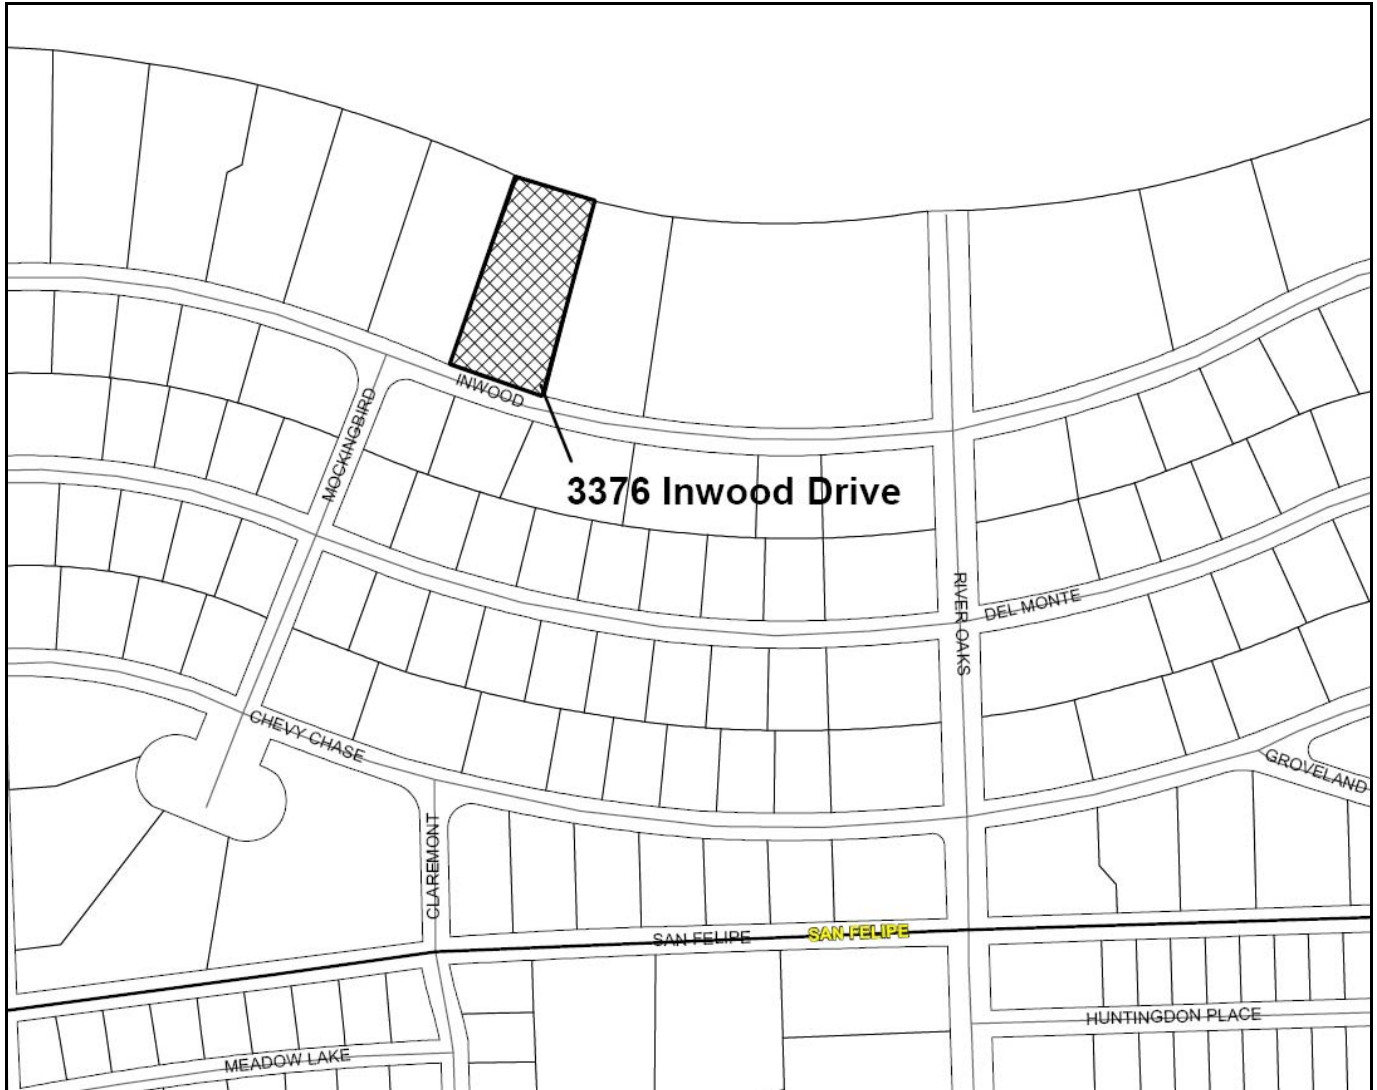 INWOOD
MOCKINGBIRD
3376 Inwood Drive
RIVER OAKS
DEL MONTE
CHEVY CHASE
GROVELAND
CLAREMONT
SAN FELIPE
SAN FELIPE
HUNTINGDON PLACE
MEADOW LAKE